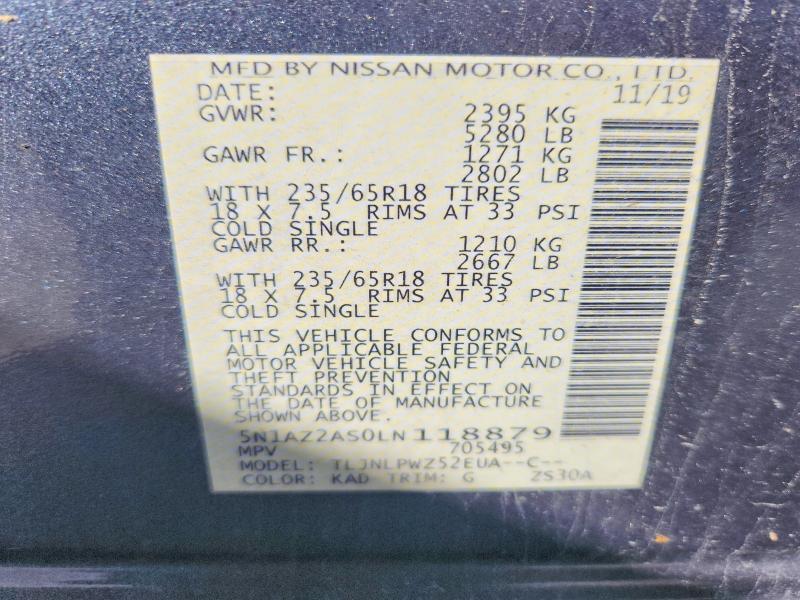 MFD BY NISSAN MOTOR CO., LTD.
DATE: 11/19
GVWR: 2395 KG
5280 LB
GAWR FR.: 1271 KG
2802 LB
WITH 235/65R18 TIRES
18 X 7.5 RIMS AT 33 PSI
COLD SINGLE
GAWR RR.: 1210 KG
2667 LB
WITH 235/65R18 TIRES
18 X 7.5 RIMS AT 33 PSI
COLD SINGLE
THIS VEHICLE CONFORMS TO
ALL APPLICABLE FEDERAL
MOTOR VEHICLE SAFETY AND
THEFT PREVENTION
STANDARDS IN EFFECT ON
THE DATE OF MANUFACTURE
SHOWN ABOVE.
5N1AZ2AS0LN118879
MPV 705495
MODEL: TLJNLPWZ52EUA--C--
COLOR: KAD TRIM: G ZS30A